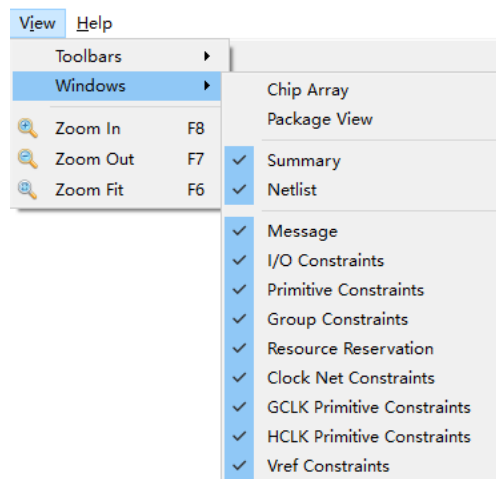 View Help
Toolbars
Windows
Zoom In F8
Zoom Out F7
Zoom Fit F6
Chip Array
Package View
Summary
Netlist
Message
I/O Constraints
Primitive Constraints
Group Constraints
Resource Reservation
Clock Net Constraints
GCLK Primitive Constraints
HCLK Primitive Constraints
Vref Constraints